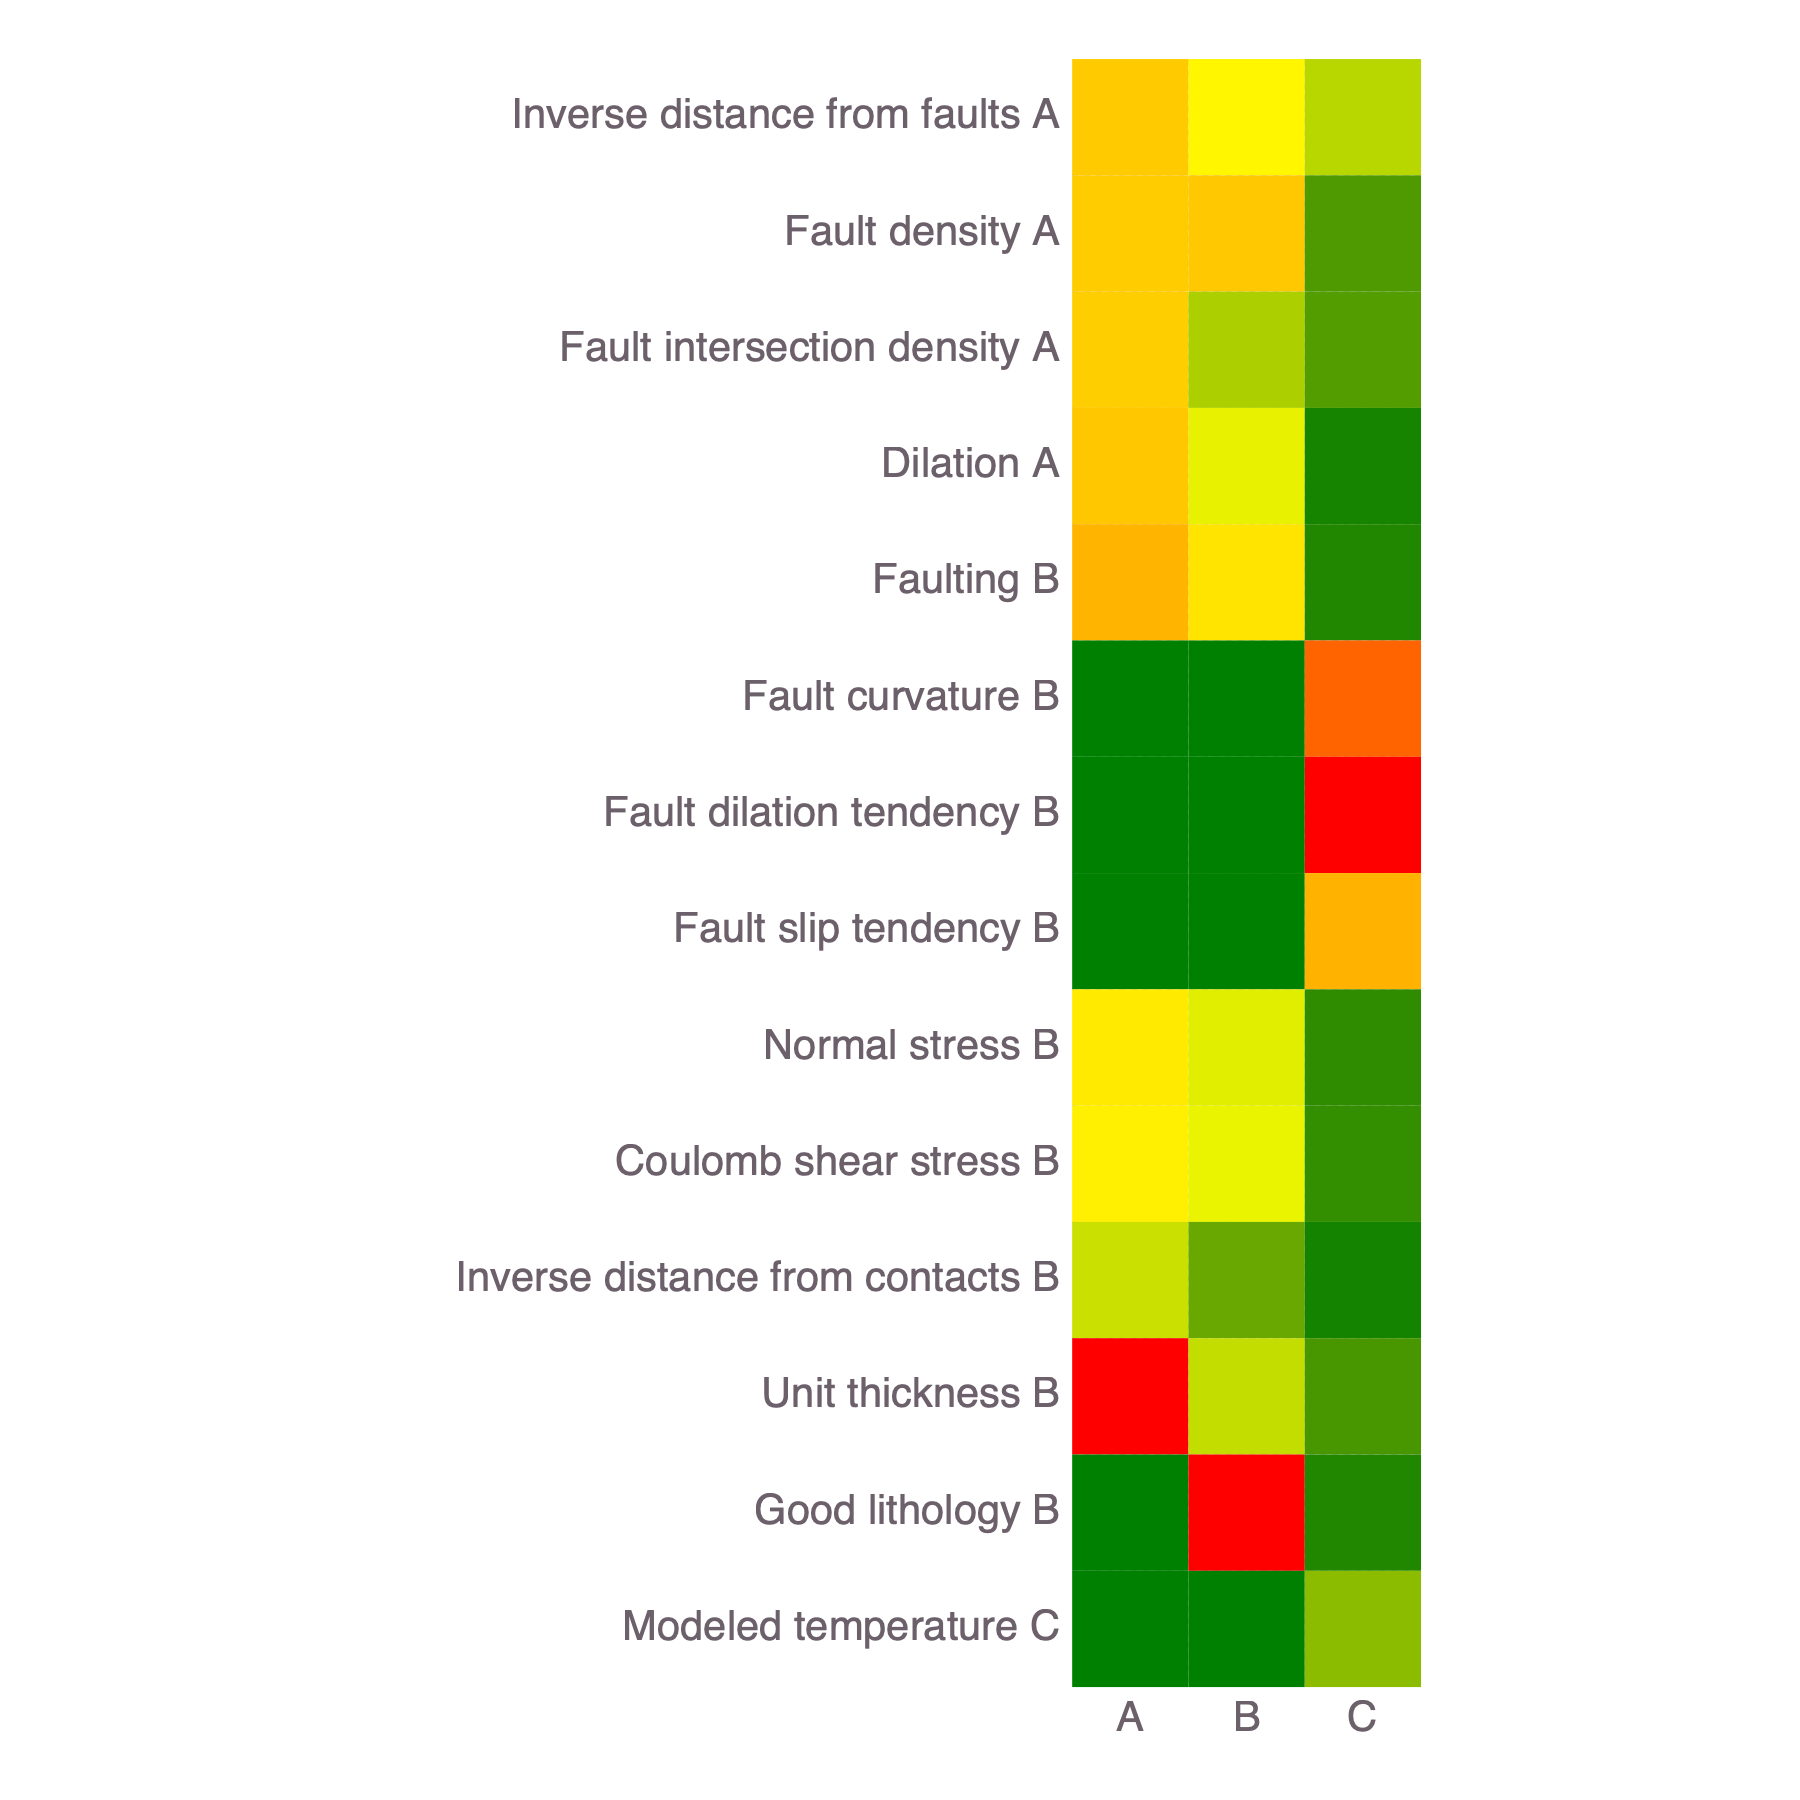 Inverse distance from faults A
Fault density A
Fault intersection density A
Dilation A
Faulting B
Fault curvature B
Fault dilation tendency B
Fault slip tendency B
Normal stress B
Coulomb shear stress B
Inverse distance from contacts B
Unit thickness B
Good lithology B
Modeled temperature C
A B C